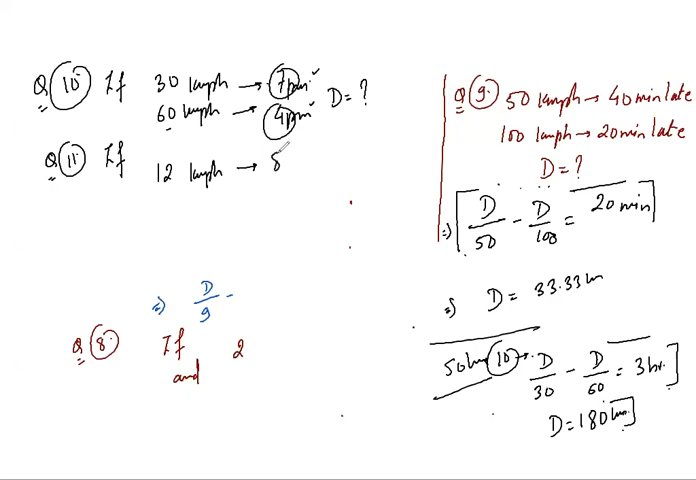 Q 10. If 30 kmph → 7pm
60 kmph → 4pm D = ?
Q 11. If 12 kmph → 8
⇒ D/9 -
Q 8. If 2
and
Q 9. 50 kmph → 40 min late
100 kmph → 20 min late
D = ?
⇒ [D/50 - D/100 = 20 min]
⇒ D = 33.33 km
10 → D/30 - D/60 = 3 hr.]
D = 180 km]